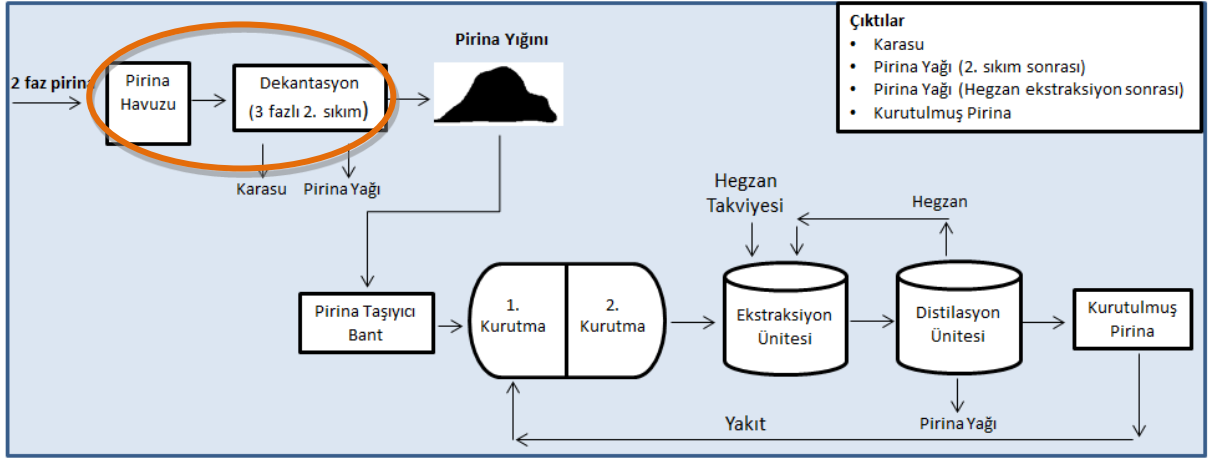 2 faz pirina
Pirina
Havuzu
Dekantasyon
(3 fazlı 2. sıkım)
Karasu
Pirina Yağı
Pirina Yığını
Çıktılar
• Karasu
• Pirina Yağı (2. sıkım sonrası)
• Pirina Yağı (Hegzan ekstraksiyon sonrası)
• Kurutulmuş Pirina
Pirina Taşıyıcı
Bant
1.
Kurutma
2.
Kurutma
Hegzan
Takviyesi
Hegzan
Ekstraksiyon
Ünitesi
Distilasyon
Ünitesi
Kurutulmuş
Pirina
Pirina Yağı
Yakıt